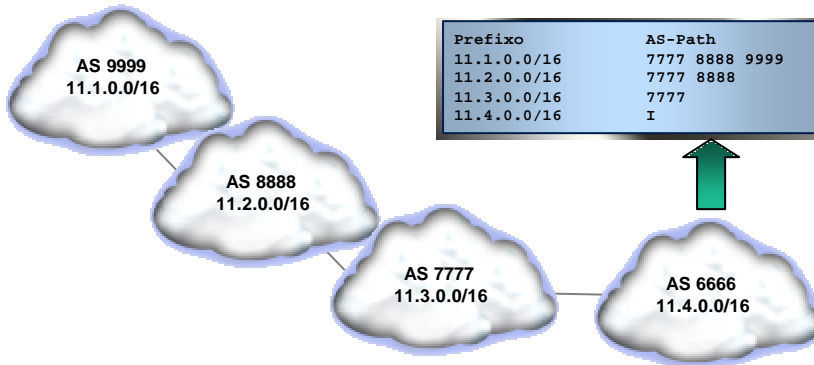 Prefixo AS-Path
11.1.0.0/16 7777 8888 9999
11.2.0.0/16 7777 8888
11.3.0.0/16 7777
11.4.0.0/16 I
AS 9999
11.1.0.0/16
AS 8888
11.2.0.0/16
AS 7777
11.3.0.0/16
AS 6666
11.4.0.0/16